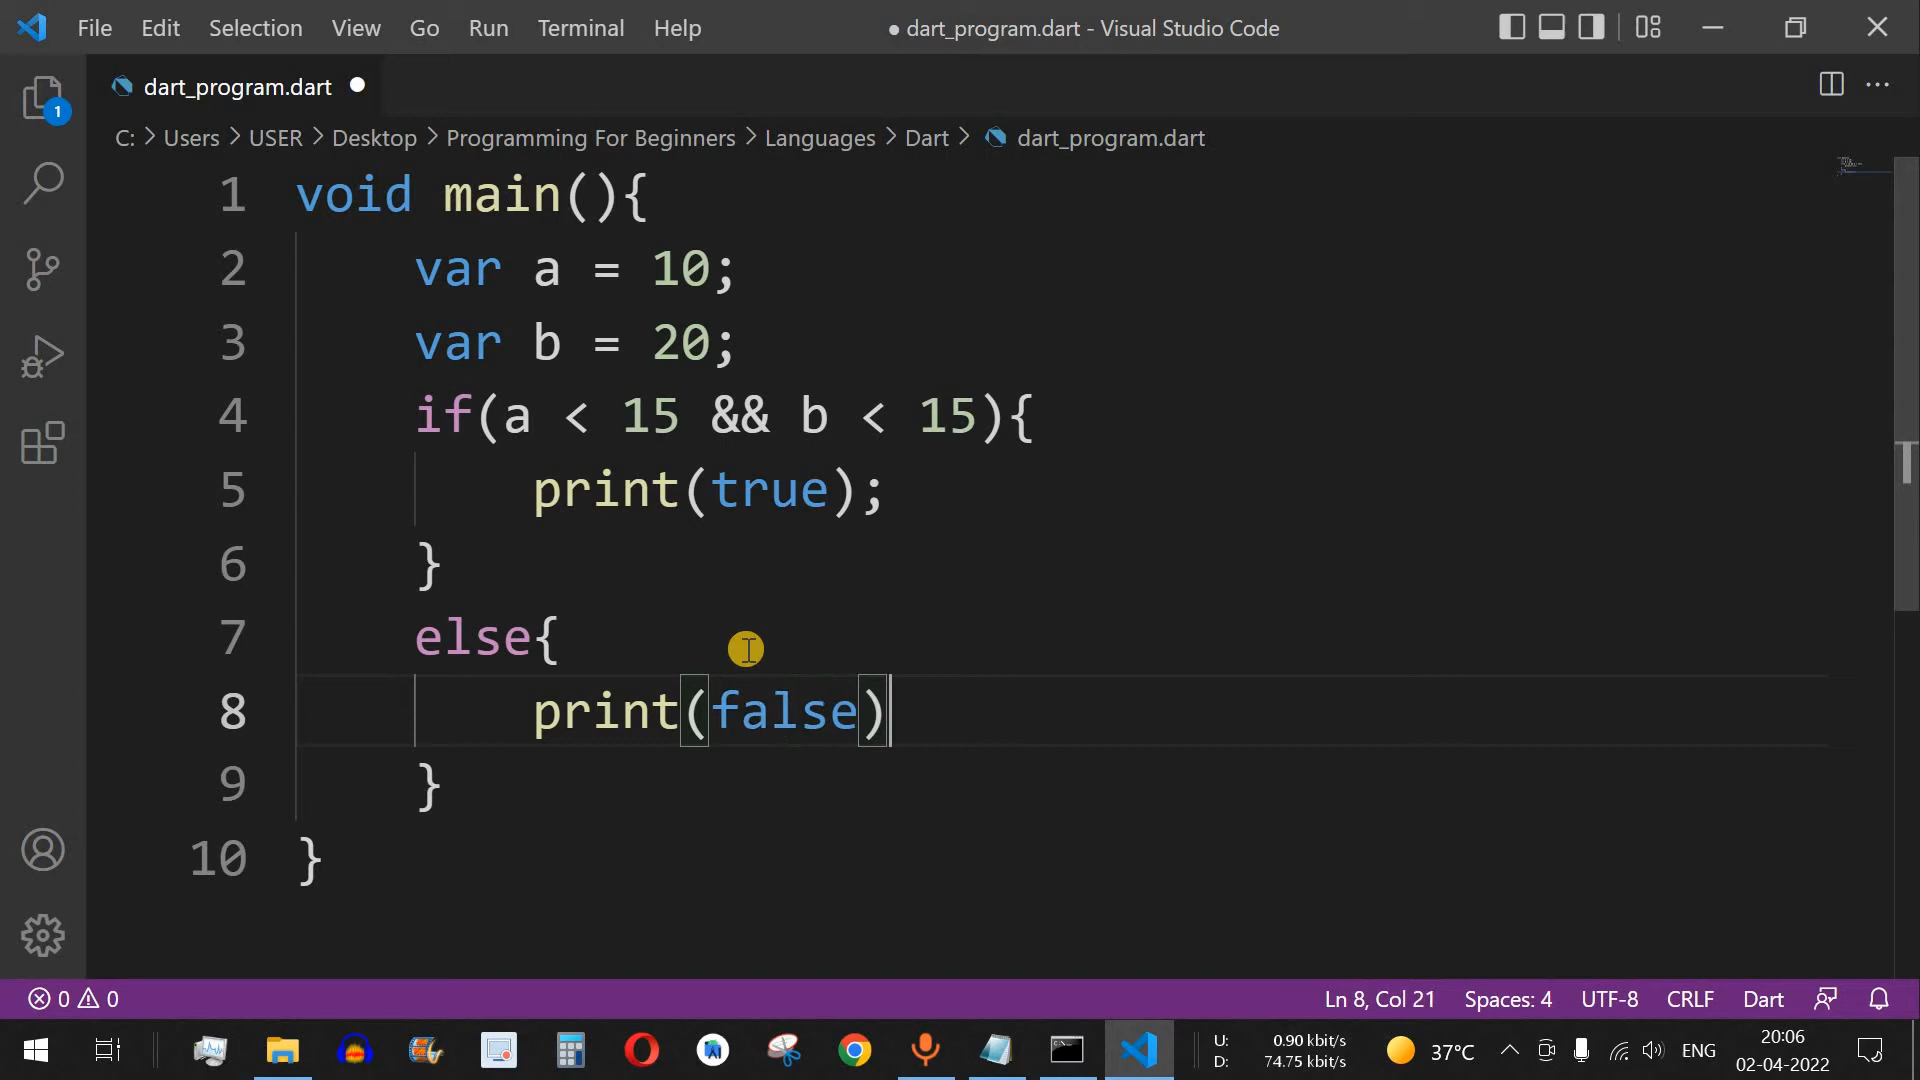 File Edit Selection View Go Run Terminal Help ● dart_program.dart - Visual Studio Code
dart_program.dart ●
1
C: > Users > USER > Desktop > Programming For Beginners > Languages > Dart > dart_program.dart
1 void main(){
2 var a = 10;
3 var b = 20;
4 if(a < 15 && b < 15){
5 print(true);
6 }
7 else{
8 print(false)
9 }
10 }
0 0 Ln 8, Col 21 Spaces: 4 UTF-8 CRLF Dart
U: 0.90 kbit/s
D: 74.75 kbit/s
37°C ENG
20:06
02-04-2022